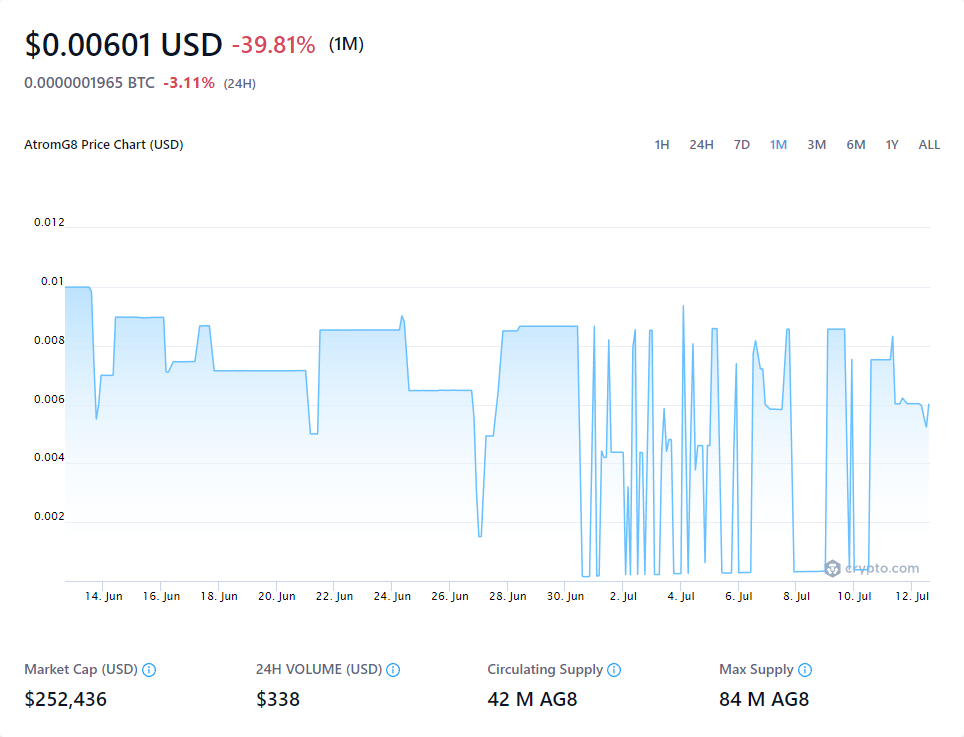 $0.00601 USD -39.81% (1M)
0.0000001965 BTC -3.11% (24H)
AtromG8 Price Chart (USD)
1H 24H 7D 1M 3M 6M 1Y ALL
0.012
0.01
0.008
0.006
0.004
0.002
crypto.com
14. Jun 16. Jun 18. Jun 20. Jun 22. Jun 24. Jun 26. Jun 28. Jun 30. Jun 2. Jul 4. Jul 6. Jul 8. Jul 10. Jul 12. Jul
Market Cap (USD) 24H VOLUME (USD) Circulating Supply Max Supply
$252,436 $338 42 M AG8 84 M AG8